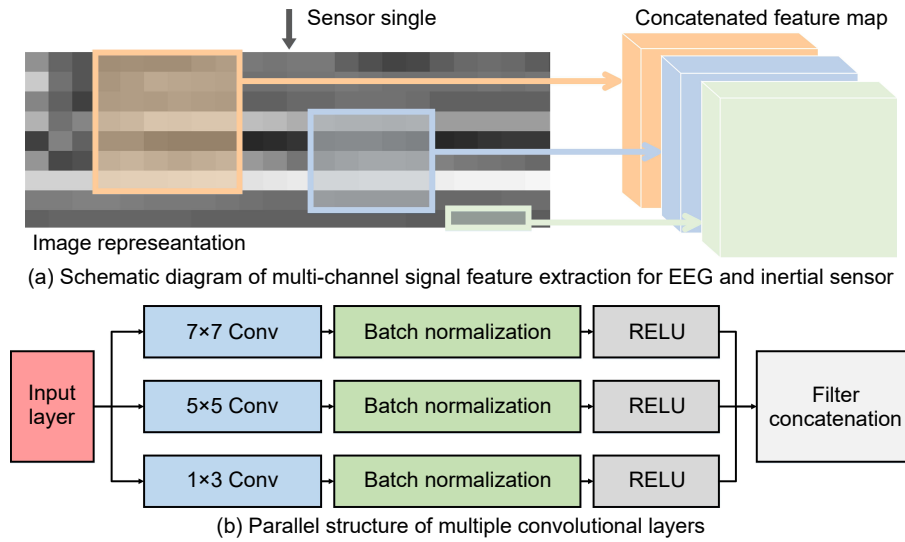 Sensor single
Concatenated feature map
Image represeantation
(a) Schematic diagram of multi-channel signal feature extraction for EEG and inertial sensor
Input
layer
7×7 Conv
Batch normalization
RELU
5×5 Conv
Batch normalization
RELU
1×3 Conv
Batch normalization
RELU
Filter
concatenation
(b) Parallel structure of multiple convolutional layers